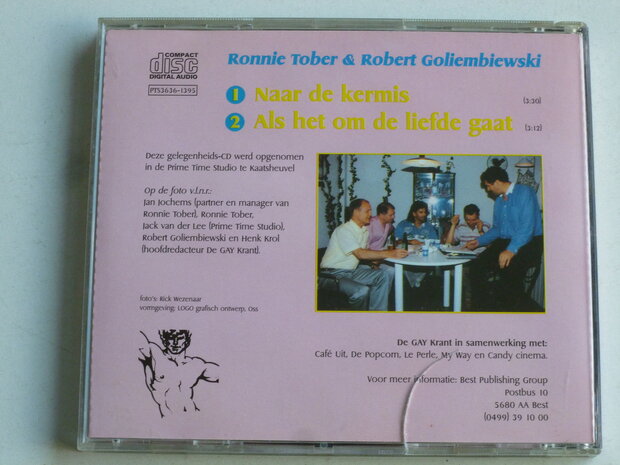 COMPACT
disc
DIGITAL AUDIO
PTS3636-1395
Ronnie Tober & Robert Goliembiewski
1 Naar de kermis (3:30)
2 Als het om de liefde gaat (3:12)
Deze gelegenheids-CD werd opgenomen
in de Prime Time Studio te Kaatsheuvel
Op de foto v.l.n.r.:
Jan Jochems (partner en manager van
Ronnie Tober), Ronnie Tober,
Jack van der Lee (Prime Time Studio),
Robert Goliembiewski en Henk Krol
(hoofdredacteur De GAY Krant).
foto's: Rick Wezenaar
vormgeving: LOGO grafisch ontwerp, Oss
De GAY Krant in samenwerking met:
Café Uit, De Popcorn, Le Perle, My Way en Candy cinema.
Voor meer informatie: Best Publishing Group
Postbus 10
5680 AA Best
(0499) 39 10 00